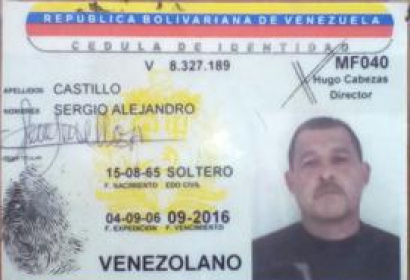 REPUBLICA BOLIVARIANA DE VENEZUELA
CEDULA DE IDENTIDAD
V 8.327.189
MF040
Hugo Cabezas
Director
APELLIDOS CASTILLO
NOMBRES SERGIO ALEJANDRO
15-08-65 SOLTERO
F. NACIMIENTO EDO CIVIL
04-09-06 09-2016
F. EXPEDICION F. VENCIMIENTO
VENEZOLANO